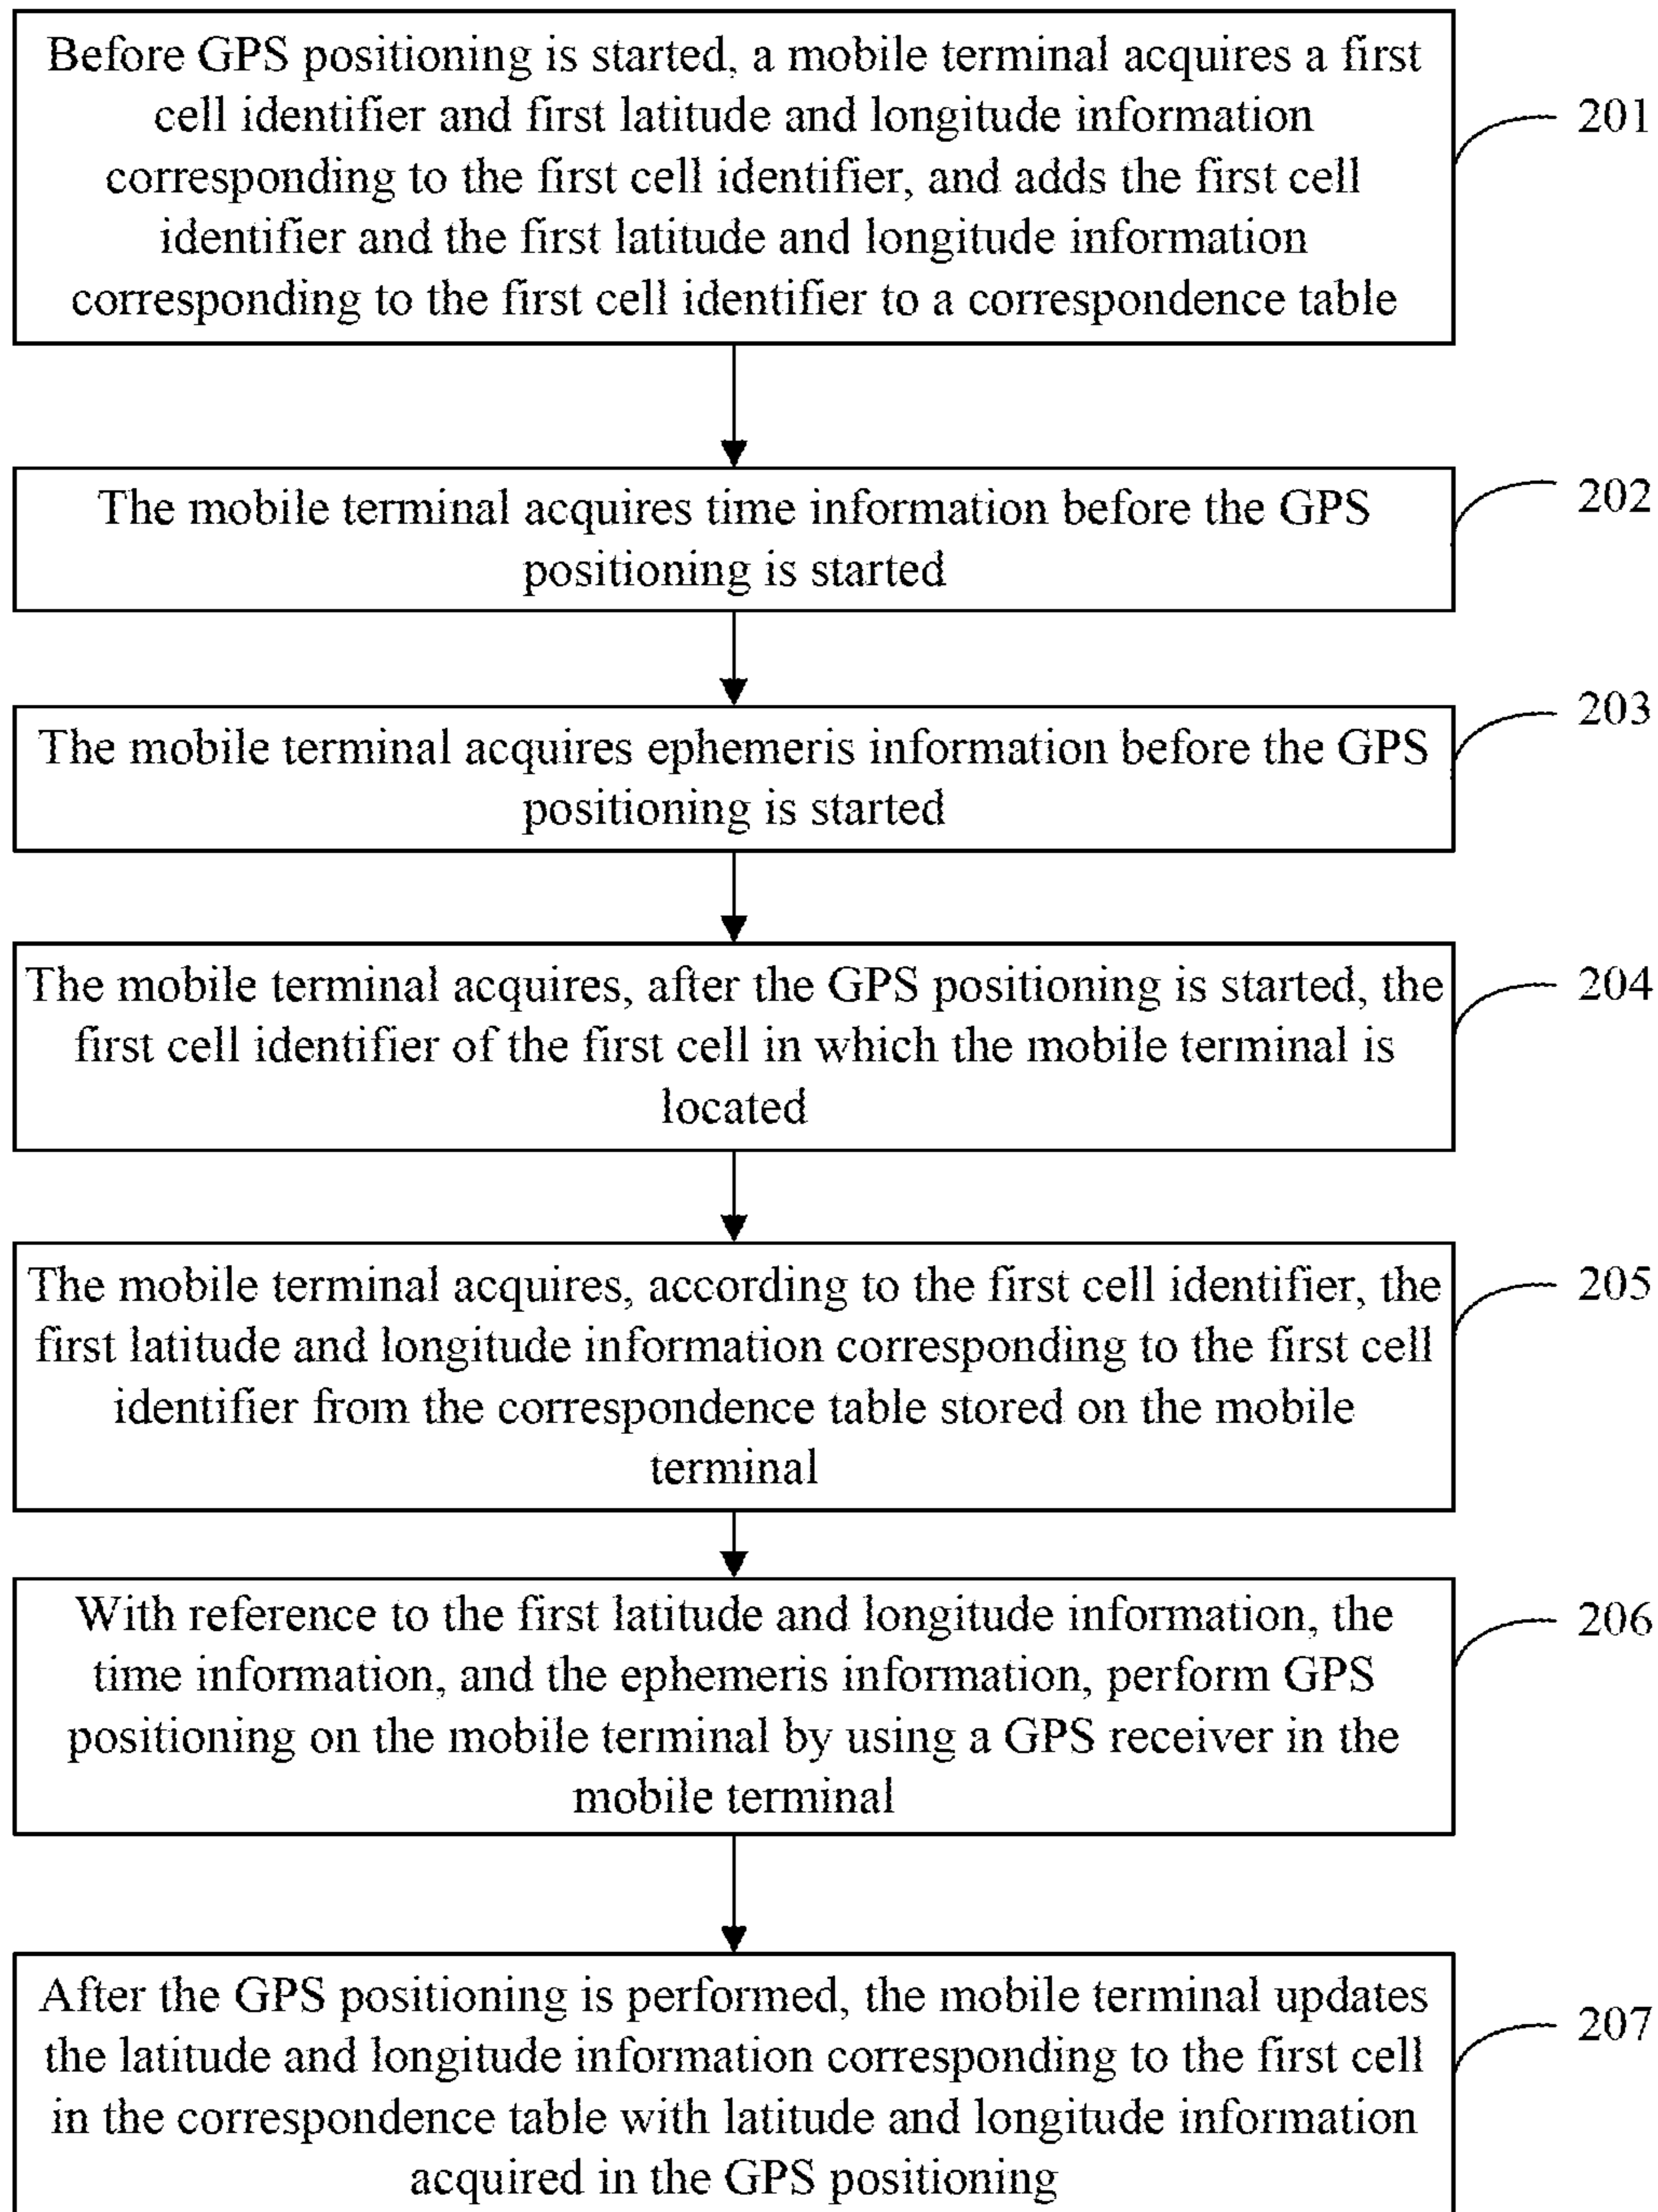 Before GPS positioning is started, a mobile terminal acquires a first
cell identifier and first latitude and longitude information
corresponding to the first cell identifier, and adds the first cell
identifier and the first latitude and longitude information
corresponding to the first cell identifier to a correspondence table
201
The mobile terminal acquires time information before the GPS
positioning is started
202
The mobile terminal acquires ephemeris information before the GPS
positioning is started
203
The mobile terminal acquires, after the GPS positioning is started, the
first cell identifier of the first cell in which the mobile terminal is
located
204
The mobile terminal acquires, according to the first cell identifier, the
first latitude and longitude information corresponding to the first cell
identifier from the correspondence table stored on the mobile
terminal
205
With reference to the first latitude and longitude information, the
time information, and the ephemeris information, perform GPS
positioning on the mobile terminal by using a GPS receiver in the
mobile terminal
206
After the GPS positioning is performed, the mobile terminal updates
the latitude and longitude information corresponding to the first cell
in the correspondence table with latitude and longitude information
acquired in the GPS positioning
207